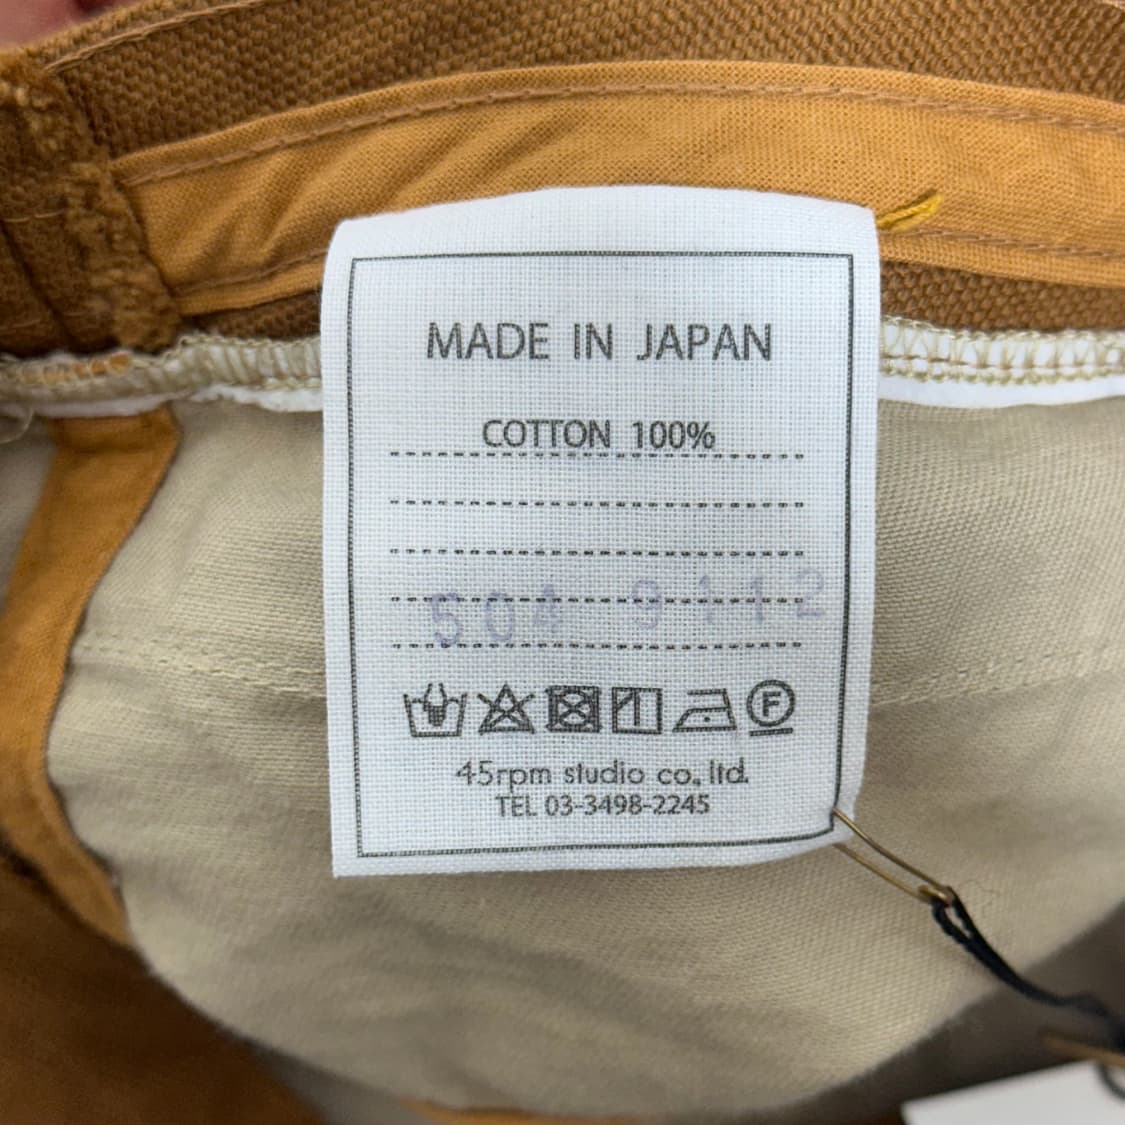 MADE IN JAPAN
COTTON 100%
504 9112
F
45rpm studio co., ltd.
TEL 03-3498-2245